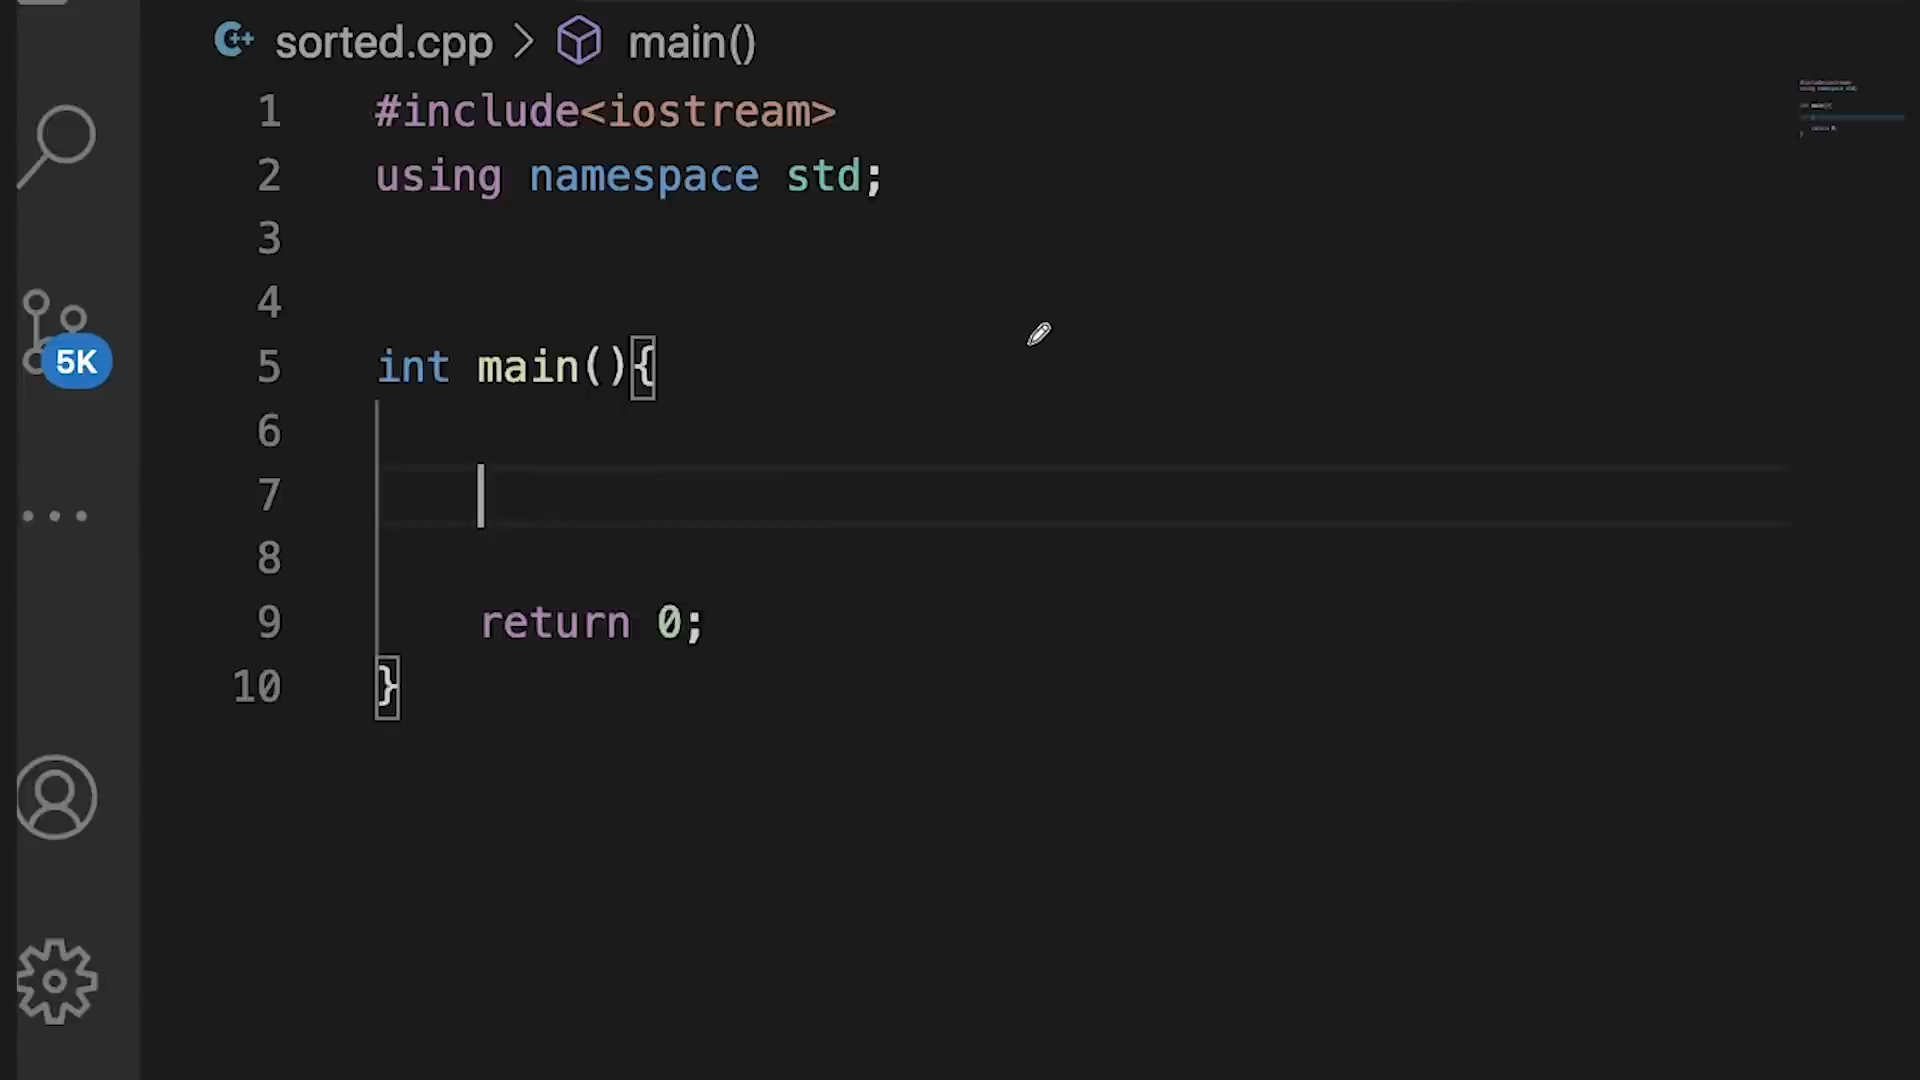 sorted.cpp > main()
1 #include<iostream>
2 using namespace std;
3
4
5 int main(){
6
7
8
9 return 0;
10 }
5K